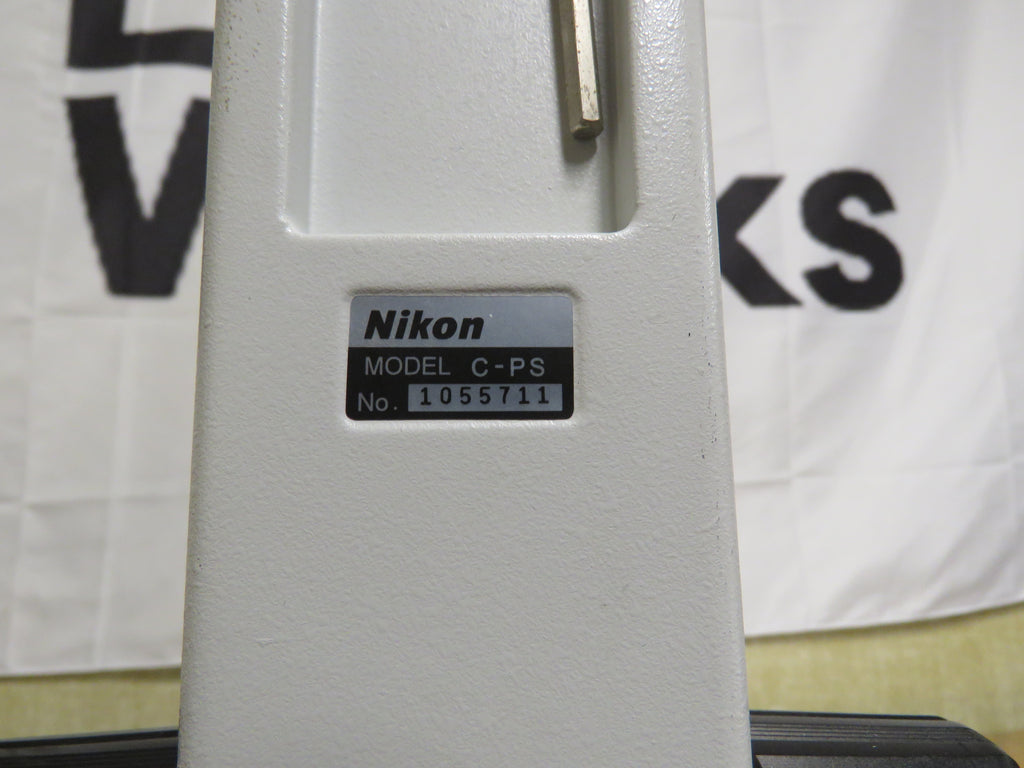 Nikon
MODEL C-PS
No. 1055711